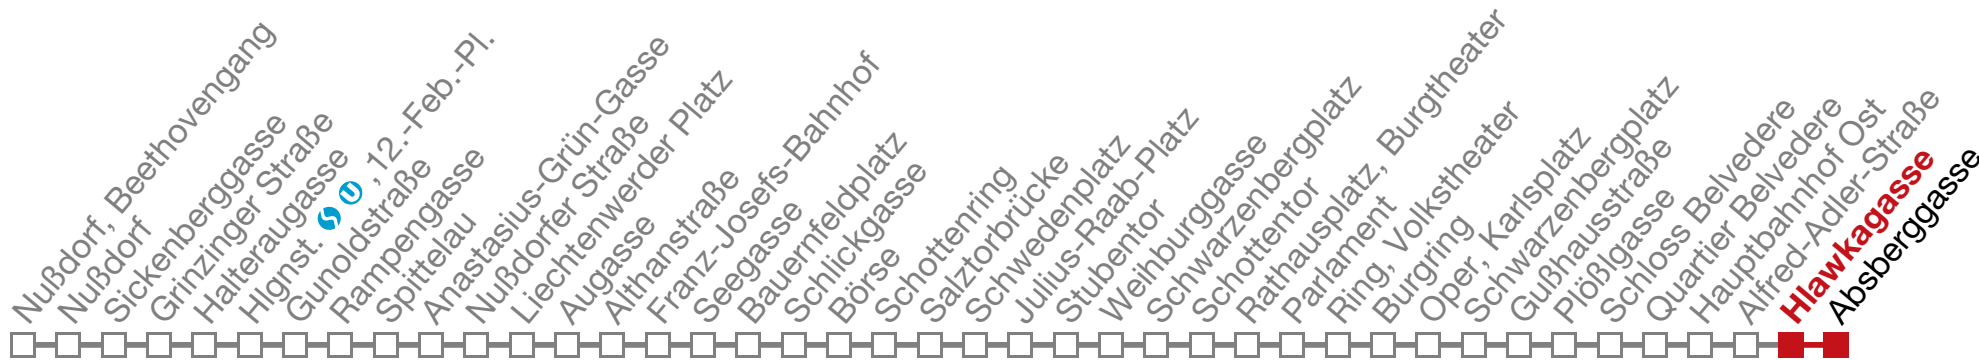 Nußdorf, Beethovengang
Nußdorf
Sickenberggasse
Grinzinger Straße
Halteraugasse
Hlgnst. S U , 12.-Feb.-Pl.
Gunoldstraße
Rampengasse
Spittelau
Anastasius-Grün-Gasse
Nußdorfer Straße
Liechtenwerder Platz
Augasse
Althanstraße
Franz-Josefs-Bahnhof
Seegasse
Bauernfeldplatz
Schlickgasse
Börse
Schottenring
Salztorbrücke
Schwedenplatz
Julius-Raab-Platz
Stubentor
Weihburggasse
Schwarzenbergplatz
Schottentor
Rathausplatz, Burgtheater
Parlament
Ring, Volkstheater
Burgring
Oper, Karlsplatz
Schwarzenbergplatz
Gußhausstraße
Plößlgasse
Schloss Belvedere
Quartier Belvedere
Hauptbahnhof Ost
Alfred-Adler-Straße
Hlawkagasse
Absberggasse